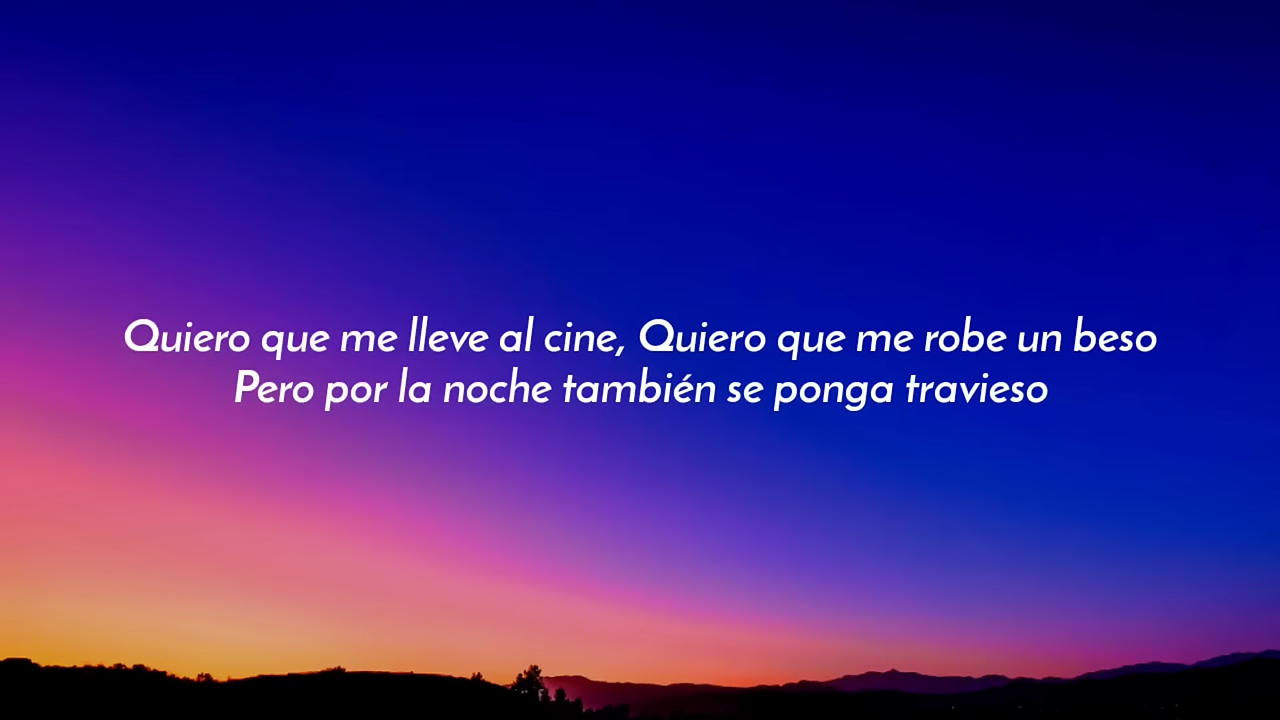 Quiero que me lleve al cine, Quiero que me robe un beso
Pero por la noche también se ponga travieso